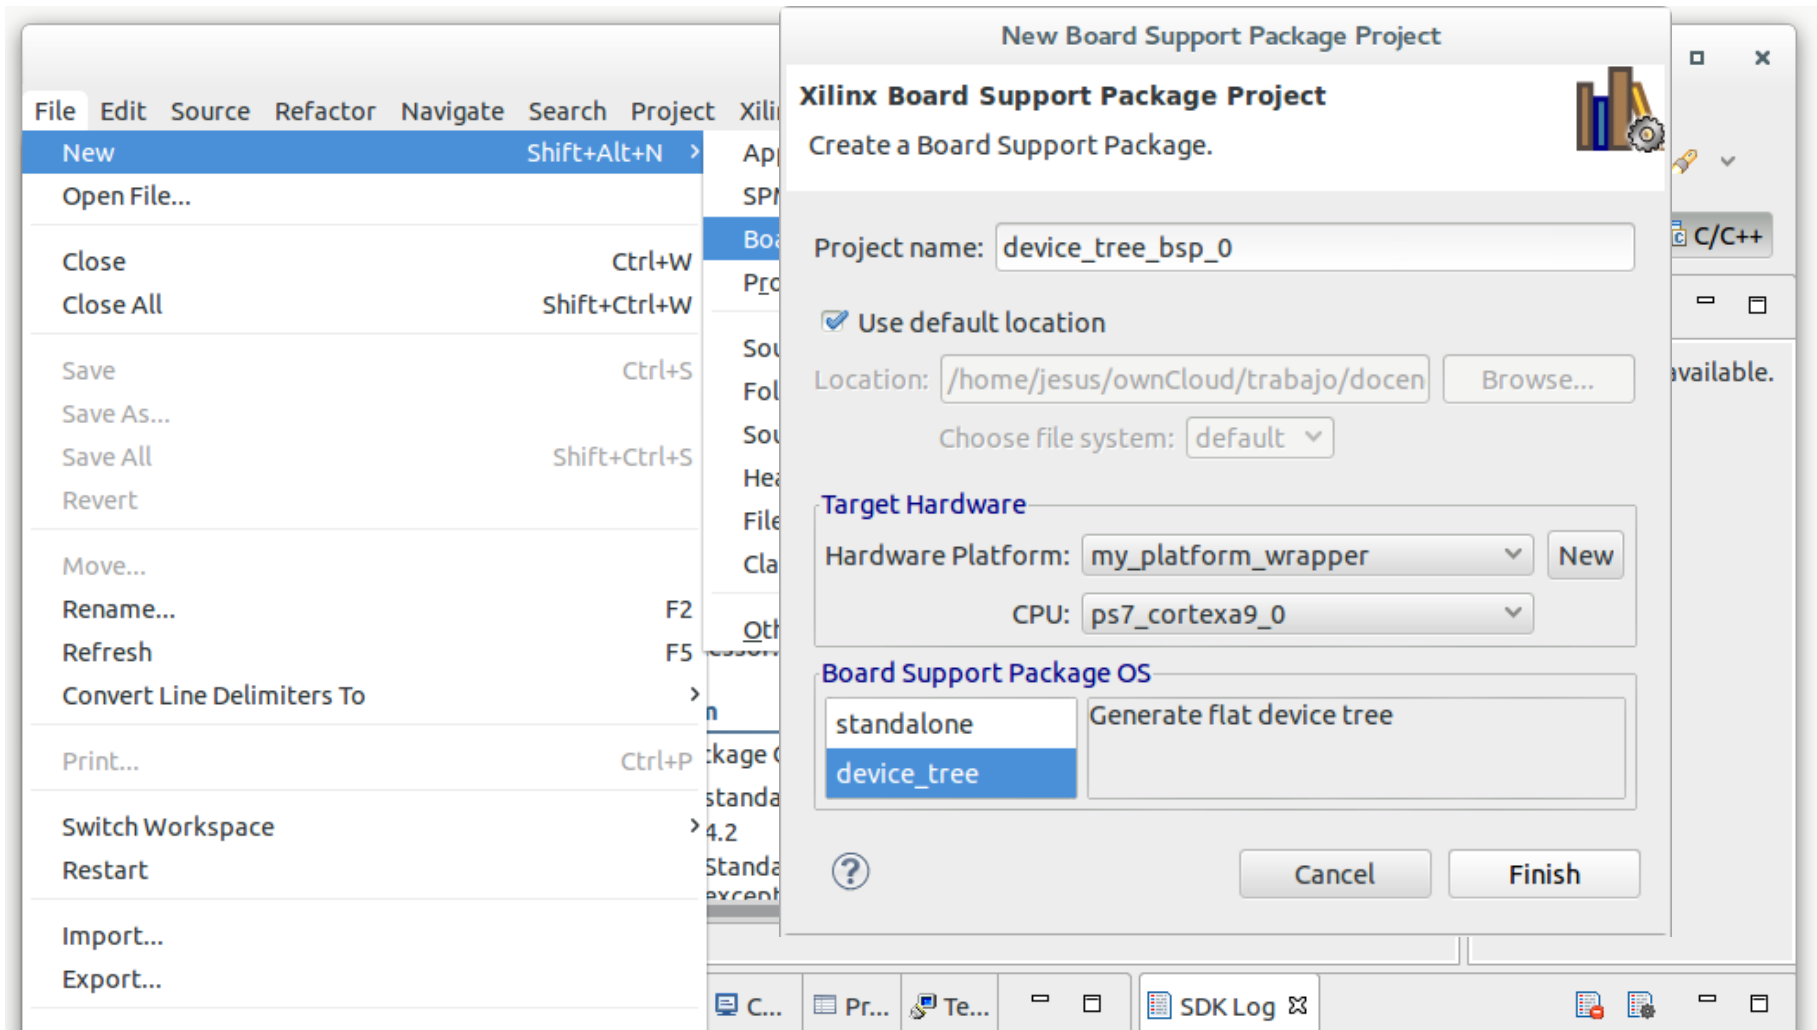 New Board Support Package Project
File Edit Source Refactor Navigate Search Project
Xilinx Board Support Package Project
Create a Board Support Package.
New Shift+Alt+N
Open File...
Close Ctrl+W
Close All Shift+Ctrl+W
Save Ctrl+S
Save As...
Save All Shift+Ctrl+S
Revert
Move...
Rename... F2
Refresh F5
Convert Line Delimiters To
Print... Ctrl+P
Switch Workspace
Restart
Import...
Export...
Project name: device_tree_bsp_0
C/C++
Use default location
Location: /home/jesus/ownCloud/trabajo/docen Browse...
available.
Choose file system: default
Target Hardware
Hardware Platform: my_platform_wrapper New
CPU: ps7_cortexa9_0
Board Support Package OS
standalone
Generate flat device tree
device_tree
4.2
Cancel Finish
C... Pr... Te... SDK Log